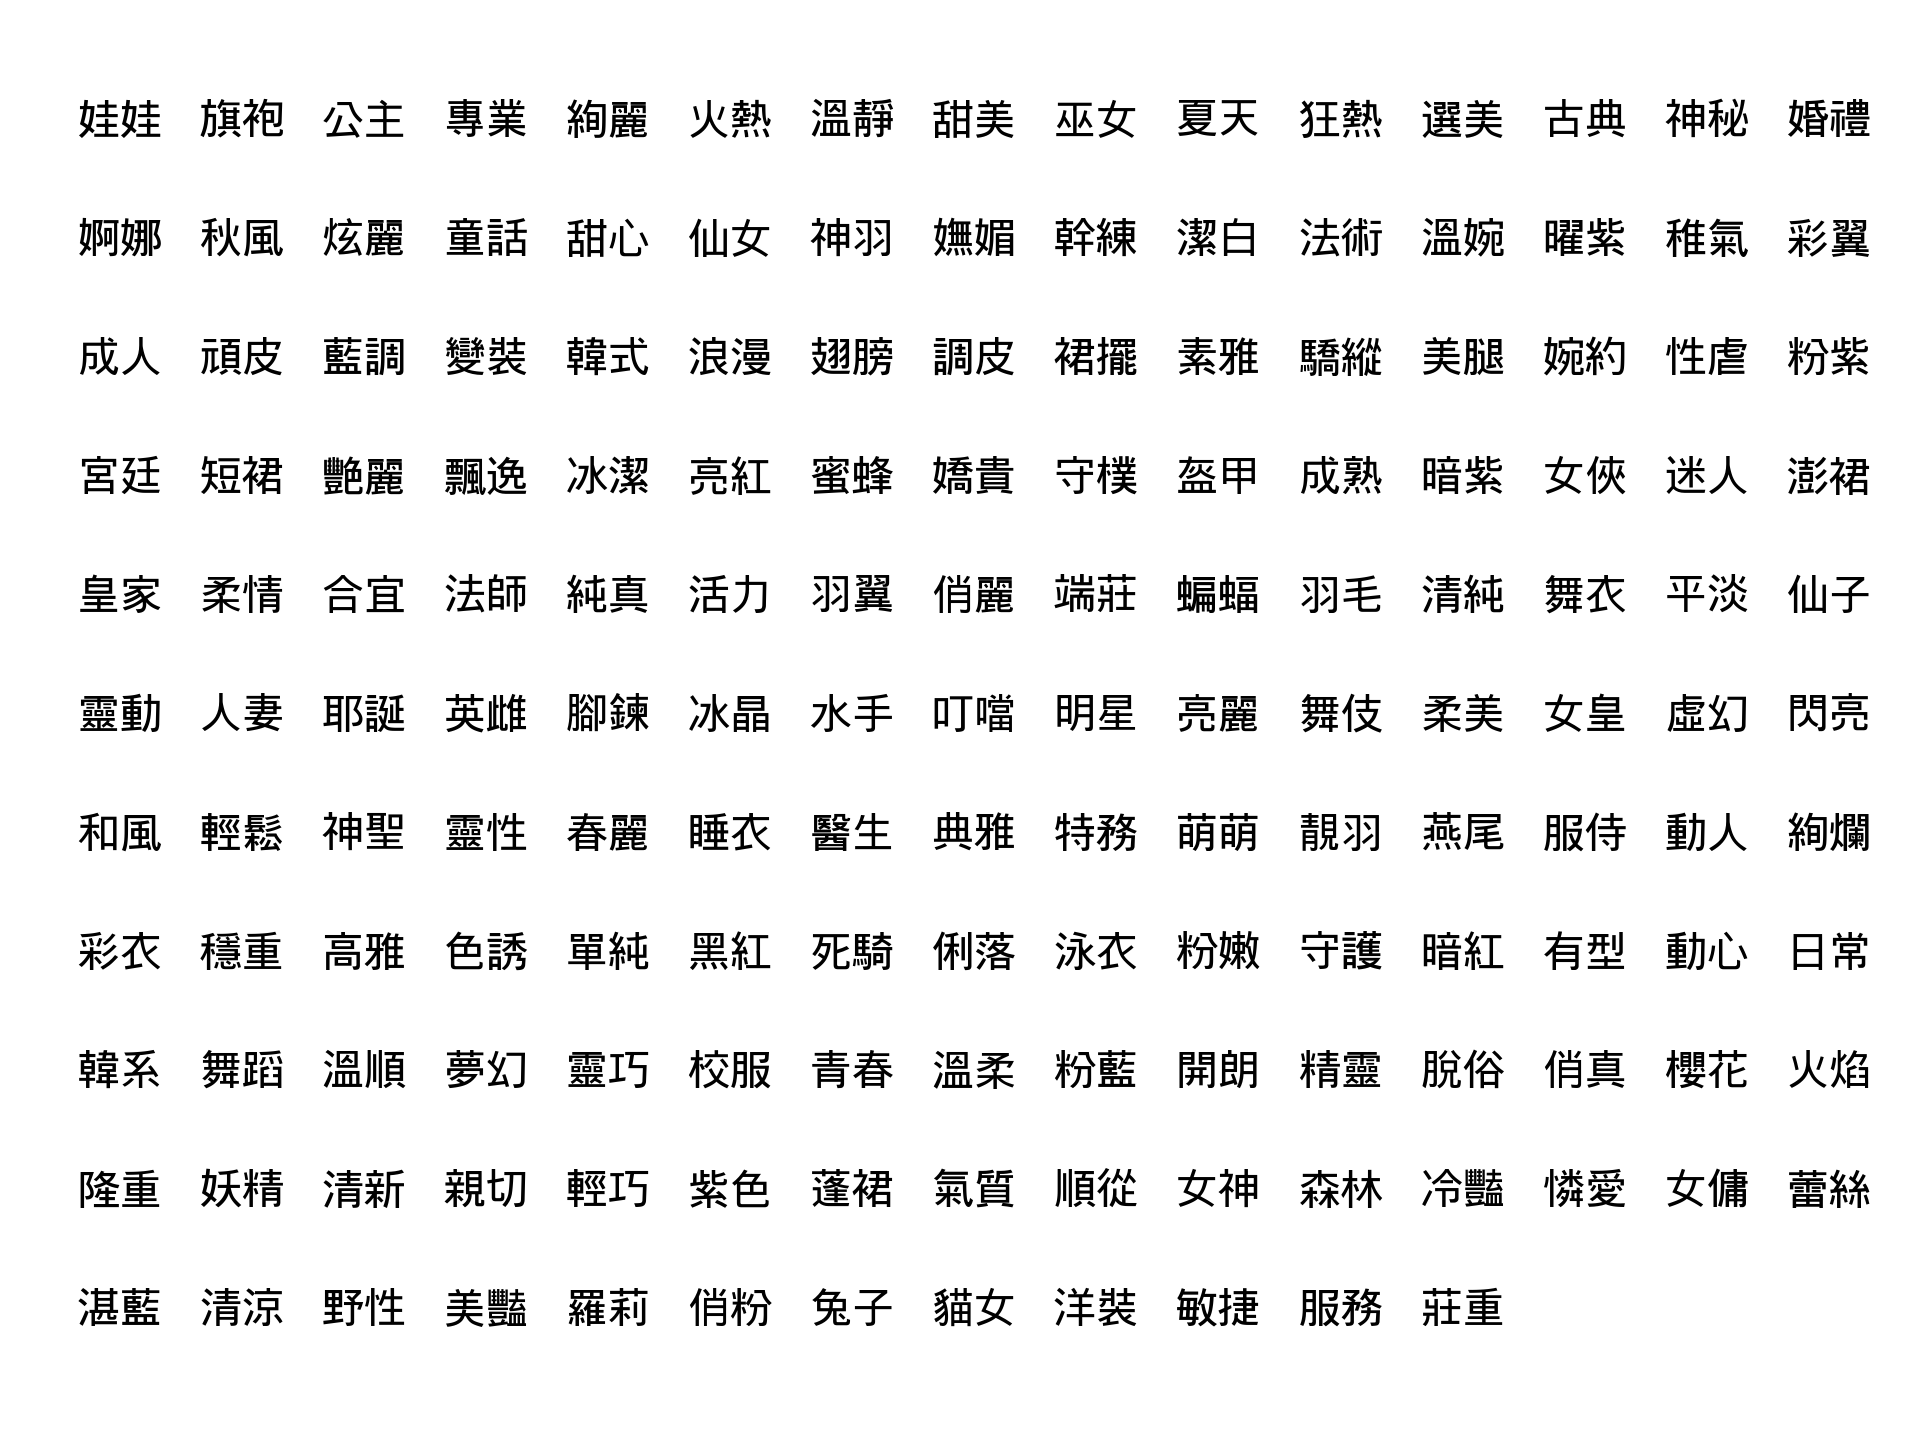 娃娃 旗袍 公主 專業 絢麗 火熱 溫靜 甜美 巫女 夏天 狂熱 選美 古典 神秘 婚禮
婀娜 秋風 炫麗 童話 甜心 仙女 神羽 嫵媚 幹練 潔白 法術 溫婉 曜紫 稚氣 彩翼
成人 頑皮 藍調 變裝 韓式 浪漫 翅膀 調皮 裙擺 素雅 驕縱 美腿 婉約 性虐 粉紫
宮廷 短裙 艷麗 飄逸 冰潔 亮紅 蜜蜂 嬌貴 守樸 盔甲 成熟 暗紫 女俠 迷人 澎裙
皇家 柔情 合宜 法師 純真 活力 羽翼 俏麗 端莊 蝙蝠 羽毛 清純 舞衣 平淡 仙子
靈動 人妻 耶誕 英雌 腳鍊 冰晶 水手 叮噹 明星 亮麗 舞伎 柔美 女皇 虛幻 閃亮
和風 輕鬆 神聖 靈性 春麗 睡衣 醫生 典雅 特務 萌萌 靚羽 燕尾 服侍 動人 絢爛
彩衣 穩重 高雅 色誘 單純 黑紅 死騎 俐落 泳衣 粉嫩 守護 暗紅 有型 動心 日常
韓系 舞蹈 溫順 夢幻 靈巧 校服 青春 溫柔 粉藍 開朗 精靈 脫俗 俏真 櫻花 火焰
隆重 妖精 清新 親切 輕巧 紫色 蓬裙 氣質 順從 女神 森林 冷豔 憐愛 女傭 蕾絲
湛藍 清涼 野性 美豔 羅莉 俏粉 兔子 貓女 洋裝 敏捷 服務 莊重